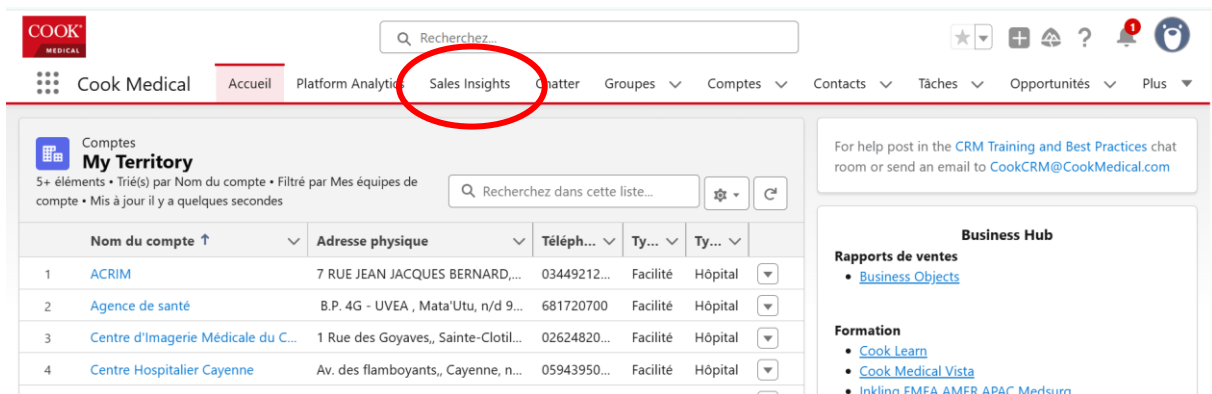 COOK®
MEDICAL
Recherchez...
?
1
Cook Medical Accueil Platform Analytics Sales Insights Chatter Groupes Comptes Contacts Tâches Opportunités Plus
Comptes
My Territory
5+ éléments • Trié(s) par Nom du compte • Filtré par Mes équipes de
compte • Mis à jour il y a quelques secondes
Recherchez dans cette liste...
For help post in the CRM Training and Best Practices chat
room or send an email to CookCRM@CookMedical.com
Nom du compte ↑ Adresse physique Téléph... Ty... Ty...
1 ACRIM 7 RUE JEAN JACQUES BERNARD,... 03449212... Facilité Hôpital
2 Agence de santé B.P. 4G - UVEA , Mata'Utu, n/d 9... 681720700 Facilité Hôpital
3 Centre d'Imagerie Médicale du C... 1 Rue des Goyaves,, Sainte-Clotil... 02624820... Facilité Hôpital
4 Centre Hospitalier Cayenne Av. des flamboyants,, Cayenne, n... 05943950... Facilité Hôpital
Business Hub
Rapports de ventes
• Business Objects
Formation
• Cook Learn
• Cook Medical Vista
• Inkling EMEA AMER APAC Medsurg